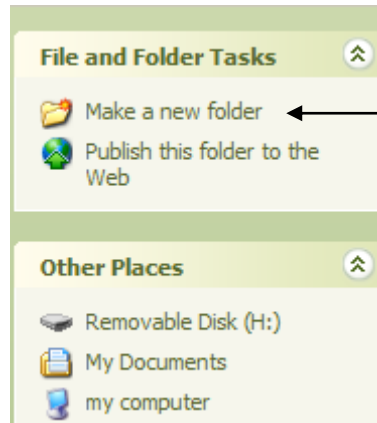 File and Folder Tasks
Make a new folder
Publish this folder to the
Web
Other Places
Removable Disk (H:)
My Documents
my computer